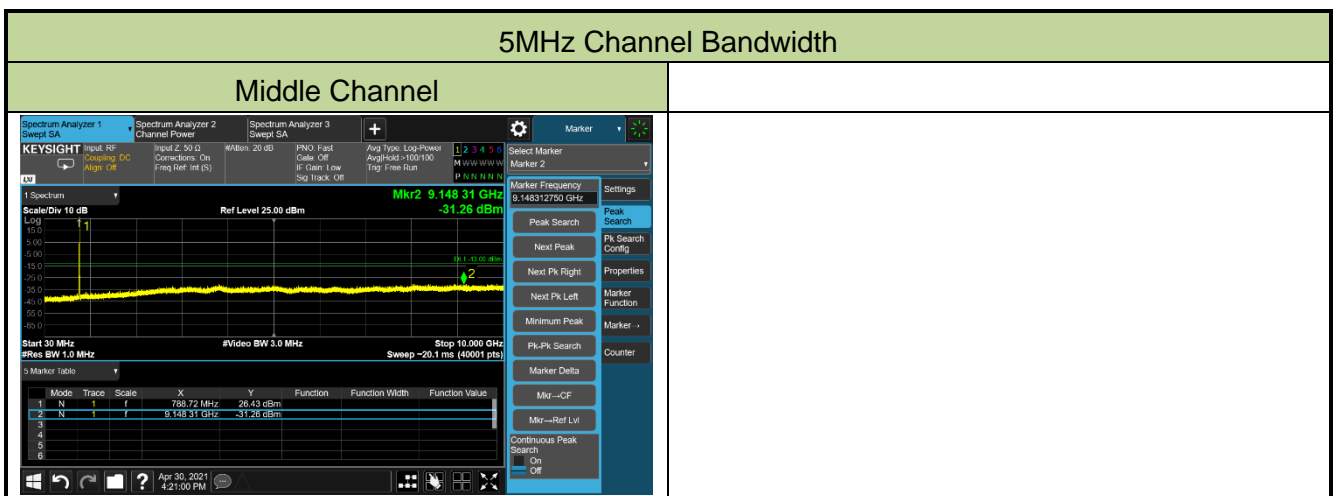 5MHz Channel Bandwidth
Middle Channel
Spectrum Analyzer 1
Swept SA
Spectrum Analyzer 2
Channel Power
Spectrum Analyzer 3
Swept SA
+
Marker
KEYSIGHT
Input: RF
Coupling: DC
Align: Off
Input Z: 50 Ω
Corrections: On
Freq Ref: Int (S)
#Atten: 20 dB
PNO: Fast
Gate: Off
IF Gain: Low
Sig Track: Off
Avg Type: Log-Power
Avg|Hold:>100/100
Trig: Free Run
1 2 3 4 5 6
M W W W W W
P N N N N N
LXI
Select Marker
Marker 2
1 Spectrum
Mkr2 9.148 31 GHz
-31.26 dBm
Scale/Div 10 dB
Ref Level 25.00 dBm
Log
15.0
5.00
-5.00
-15.0
-25.0
-35.0
-45.0
-55.0
-65.0
1
DL1 -13.00 dBm
2
Start 30 MHz
#Video BW 3.0 MHz
Stop 10.000 GHz
#Res BW 1.0 MHz
Sweep ~20.1 ms (40001 pts)
Marker Frequency
9.148312750 GHz
Peak Search
Next Peak
Next Pk Right
Next Pk Left
Minimum Peak
Pk-Pk Search
Marker Delta
Mkr→CF
Mkr→Ref Lvl
Continuous Peak
Search
On
Off
Settings
Peak
Search
Pk Search
Config
Properties
Marker
Function
Marker→
Counter
5 Marker Table
Mode Trace Scale X Y Function Function Width Function Value
1 N 1 f 788.72 MHz 26.43 dBm
2 N 1 f 9.148 31 GHz -31.26 dBm
3
4
5
6
?
Apr 30, 2021
4:21:00 PM